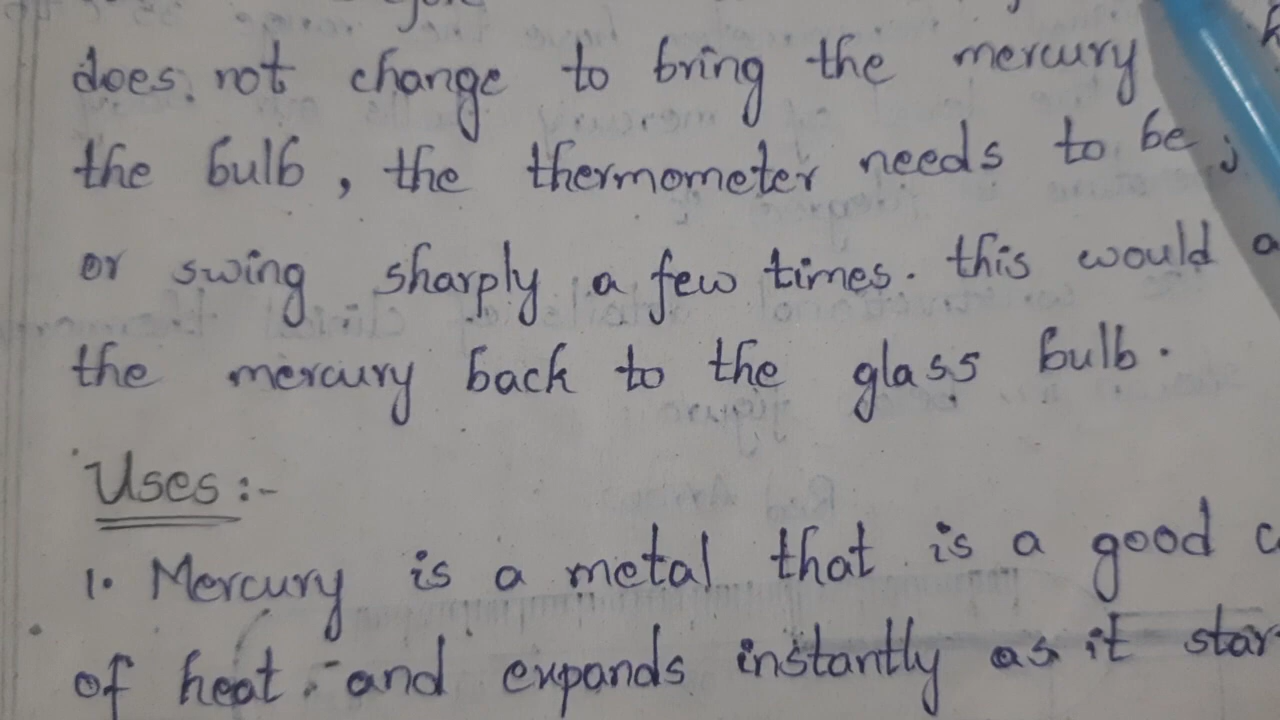 does not change to bring the mercury
the bulb, the thermometer needs to be
or swing sharply a few times. this would
the mercury back to the glass bulb.
Uses :-
1. Mercury is a metal that is a good
of heat. and expands instantly as it